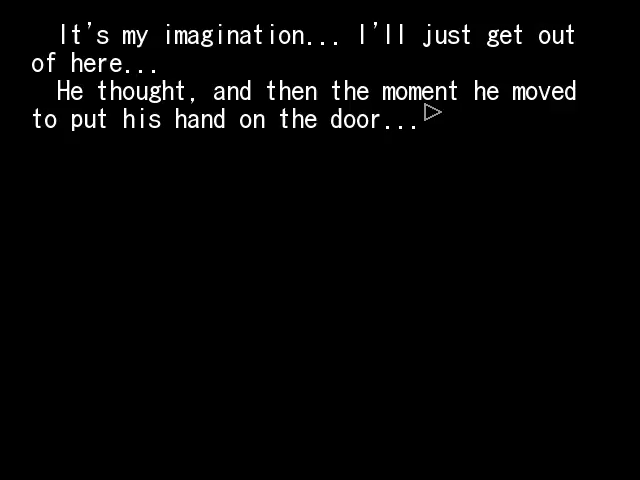 It's my imagination... I'll just get out
of here...
He thought, and then the moment he moved
to put his hand on the door...